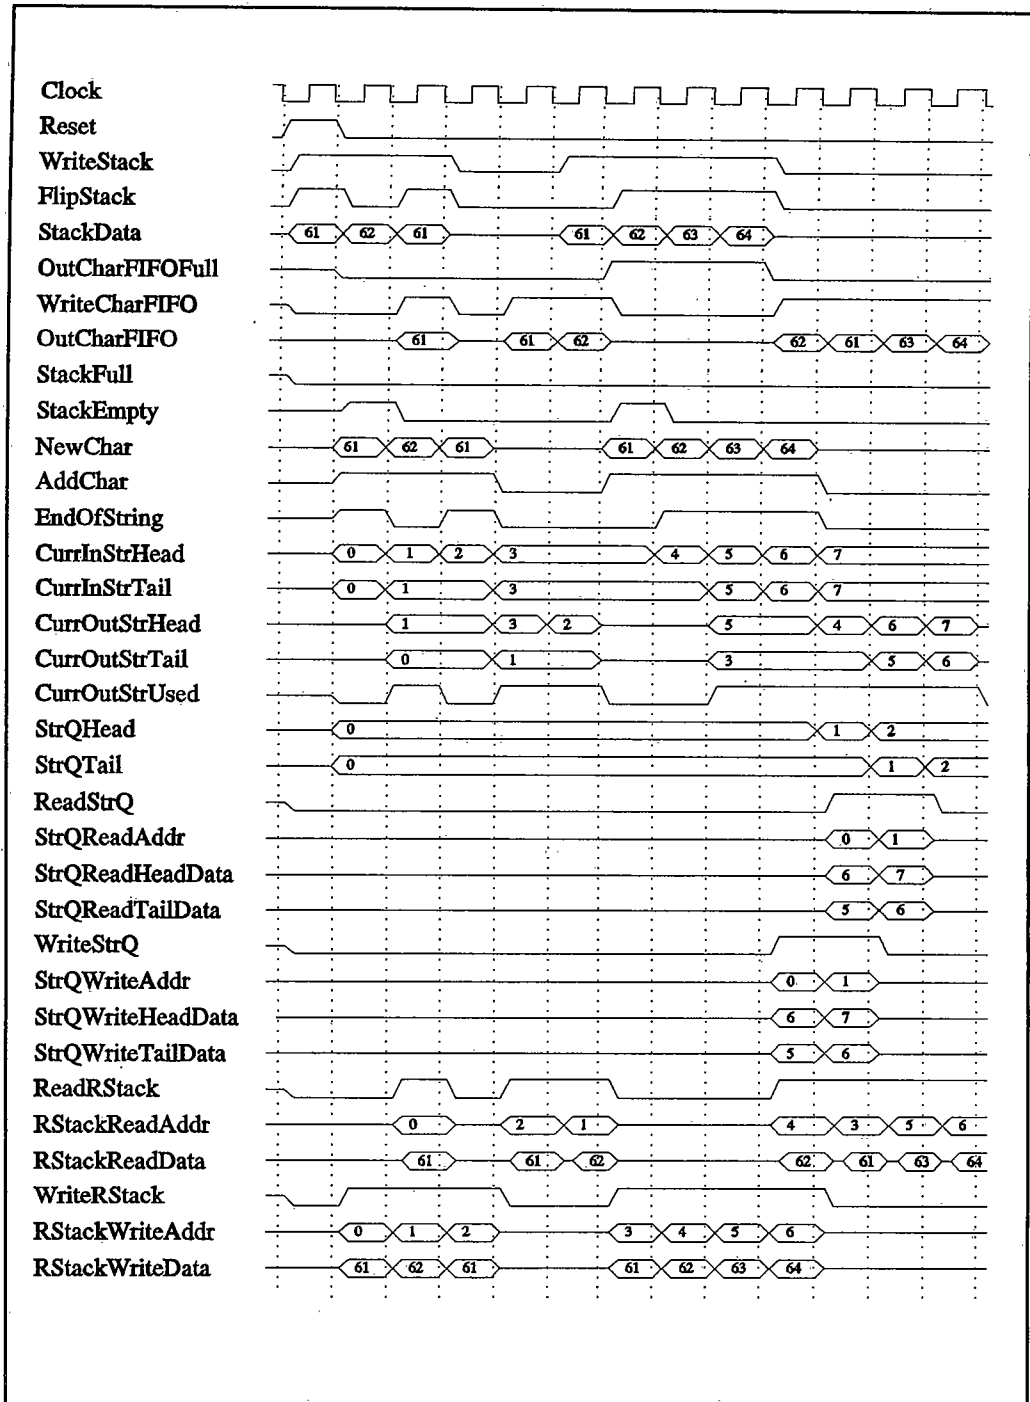 Clock
Reset
WriteStack
FlipStack
StackData 61 62 61 61 62 63 64
OutCharFIFOFull
WriteCharFIFO
OutCharFIFO 61 61 62 62 61 63 64
StackFull
StackEmpty
NewChar 61 62 61 61 62 63 64
AddChar
EndOfString
CurrInStrHead 0 1 2 3 4 5 6 7
CurrInStrTail 0 1 3 5 6 7
CurrOutStrHead 1 3 2 5 4 6 7
CurrOutStrTail 0 1 3 5 6
CurrOutStrUsed
StrQHead 0 1 2
StrQTail 0 1 2
ReadStrQ
StrQReadAddr 0 1
StrQReadHeadData 6 7
StrQReadTailData 5 6
WriteStrQ
StrQWriteAddr 0 1
StrQWriteHeadData 6 7
StrQWriteTailData 5 6
ReadRStack
RStackReadAddr 0 2 1 4 3 5 6
RStackReadData 61 61 62 62 61 63 64
WriteRStack
RStackWriteAddr 0 1 2 3 4 5 6
RStackWriteData 61 62 61 61 62 63 64